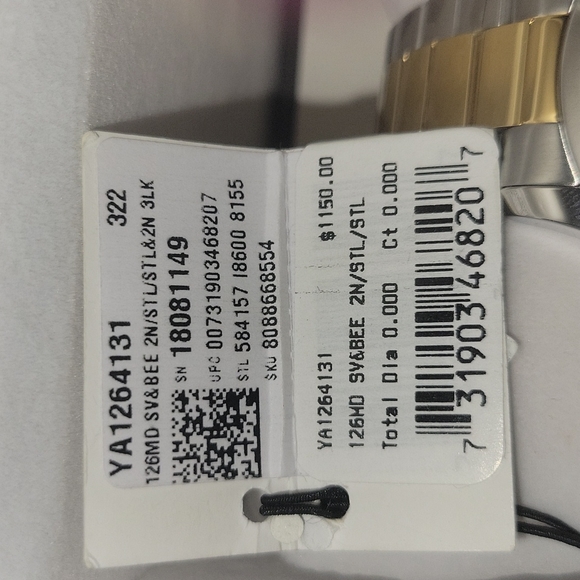 YA1264131 322
126MD SV&BEE 2N/STL/STL&2N 3LK
SN 18081149
UPC 00731903468207
STL 584157 I8600 8155
SKU 8088668554
$1150.00
YA1264131
126MD SV&BEE 2N/STL/STL
Total Dia 0.000 Ct 0.000
7 31903 46820 7